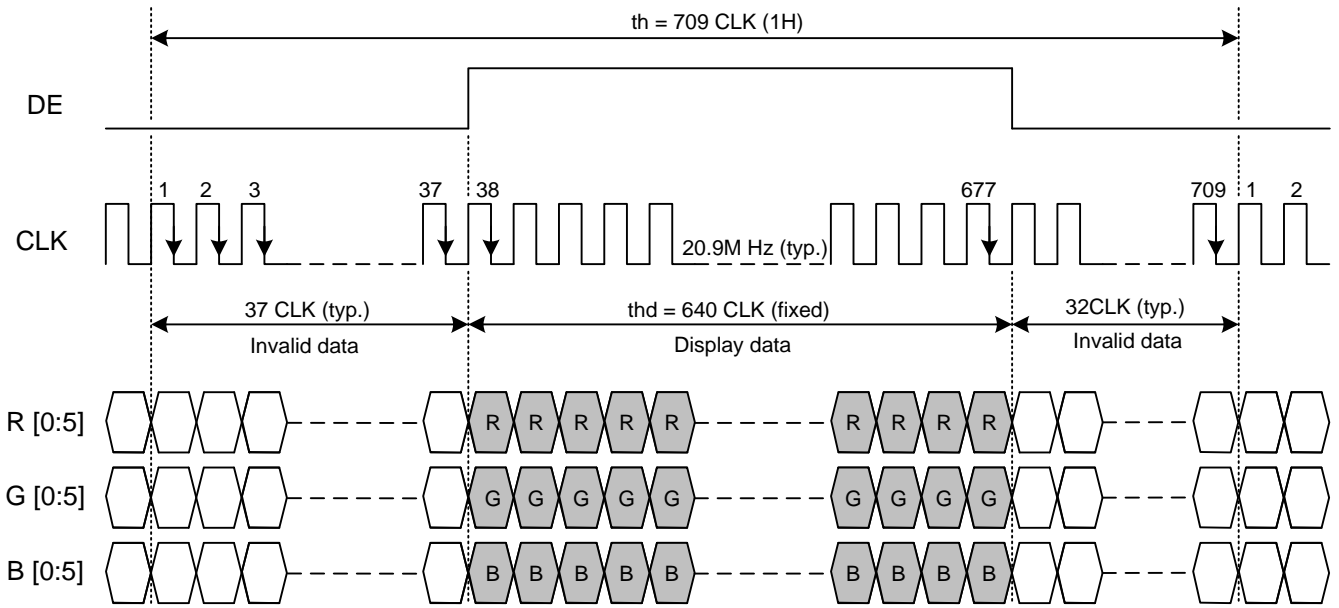 th = 709 CLK (1H)
DE
1 2 3 37 38 677 709 1 2
CLK
20.9M Hz (typ.)
37 CLK (typ.) thd = 640 CLK (fixed) 32CLK (typ.)
Invalid data Display data Invalid data
R [0:5] R R R R R R R R R
G [0:5] G G G G G G G G G
B [0:5] B B B B B B B B B